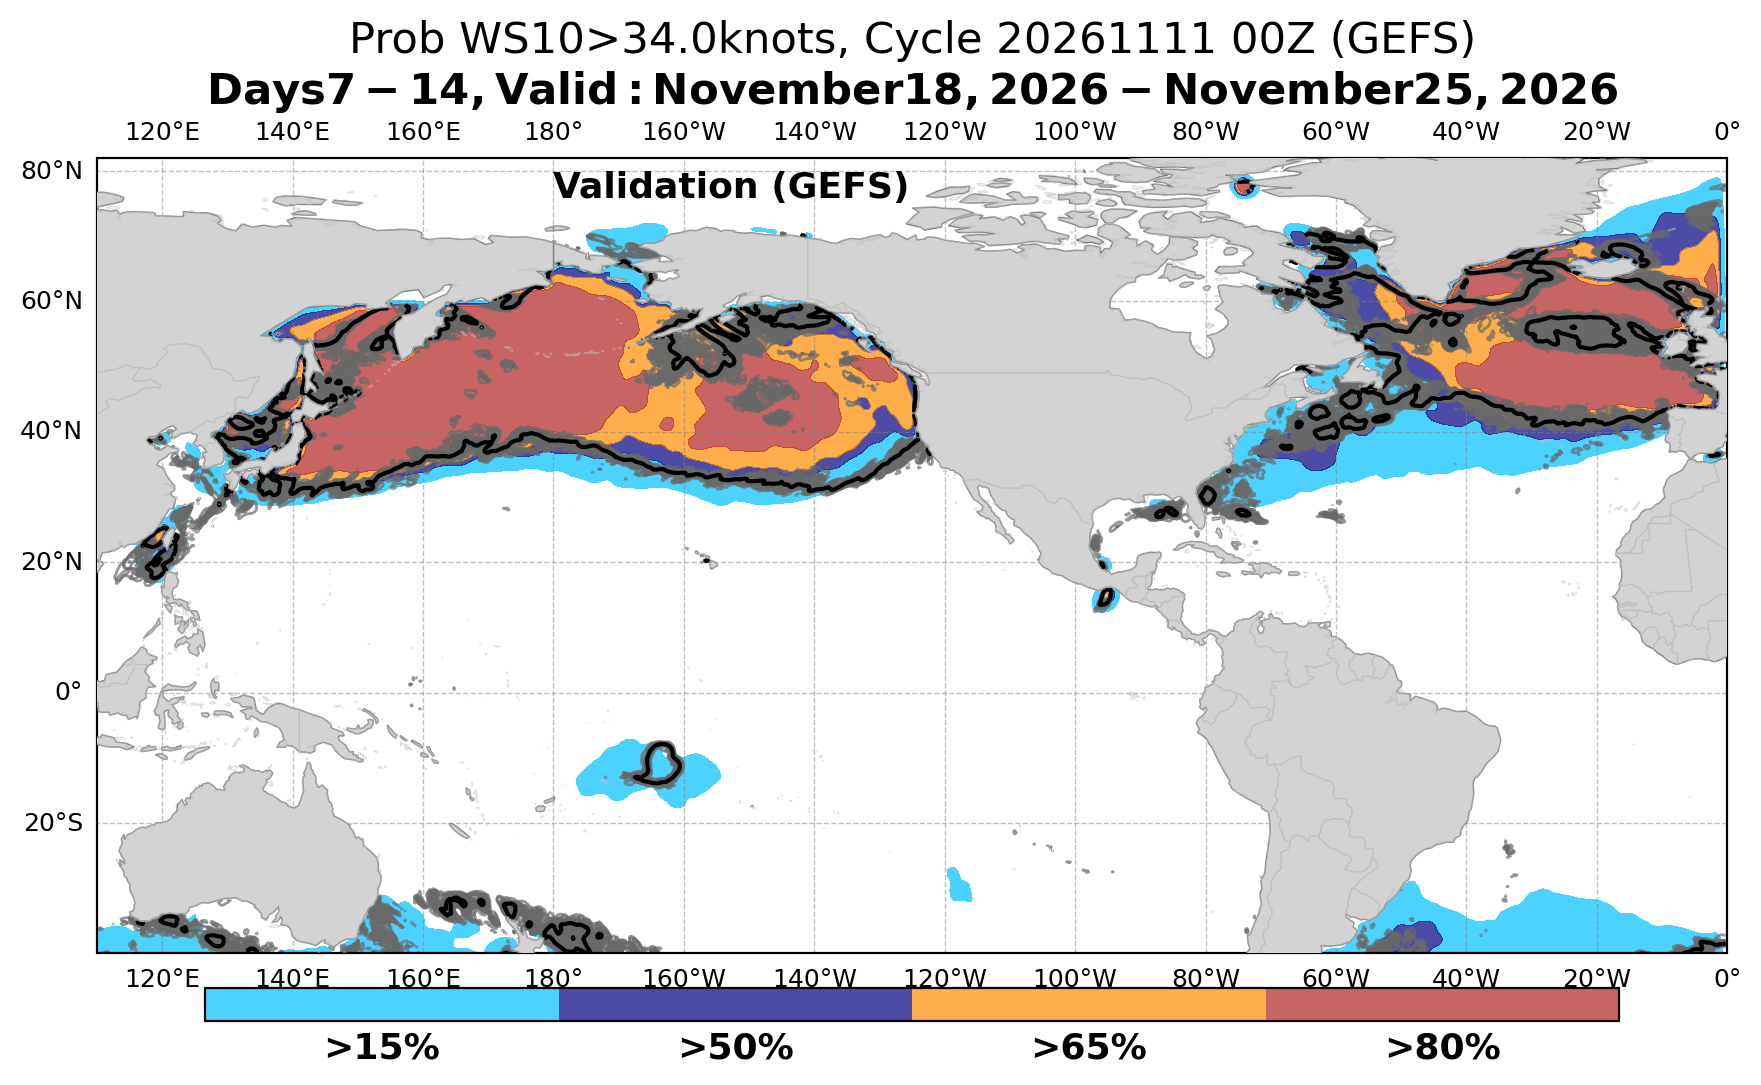 Prob WS10>34.0knots, Cycle 20261111 00Z (GEFS)
Days7 − 14, Valid : November18, 2026 − November25, 2026
120°E 140°E 160°E 180° 160°W 140°W 120°W 100°W 80°W 60°W 40°W 20°W 0°
80°N
Validation (GEFS)
60°N
40°N
20°N
0°
20°S
120°E 140°E 160°E 180° 160°W 140°W 120°W 100°W 80°W 60°W 40°W 20°W 0°
>15% >50% >65% >80%